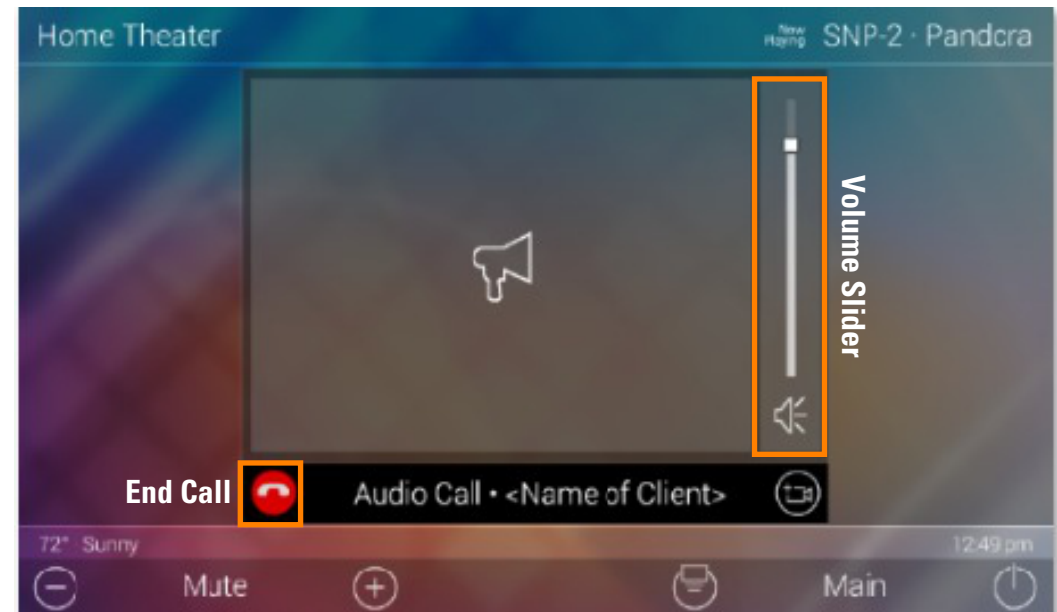 Home Theater
Now
Playing SNP-2 · Pandora
Volume Slider
End Call
Audio Call • <Name of Client>
72° Sunny
12:49 pm
Mute
Main